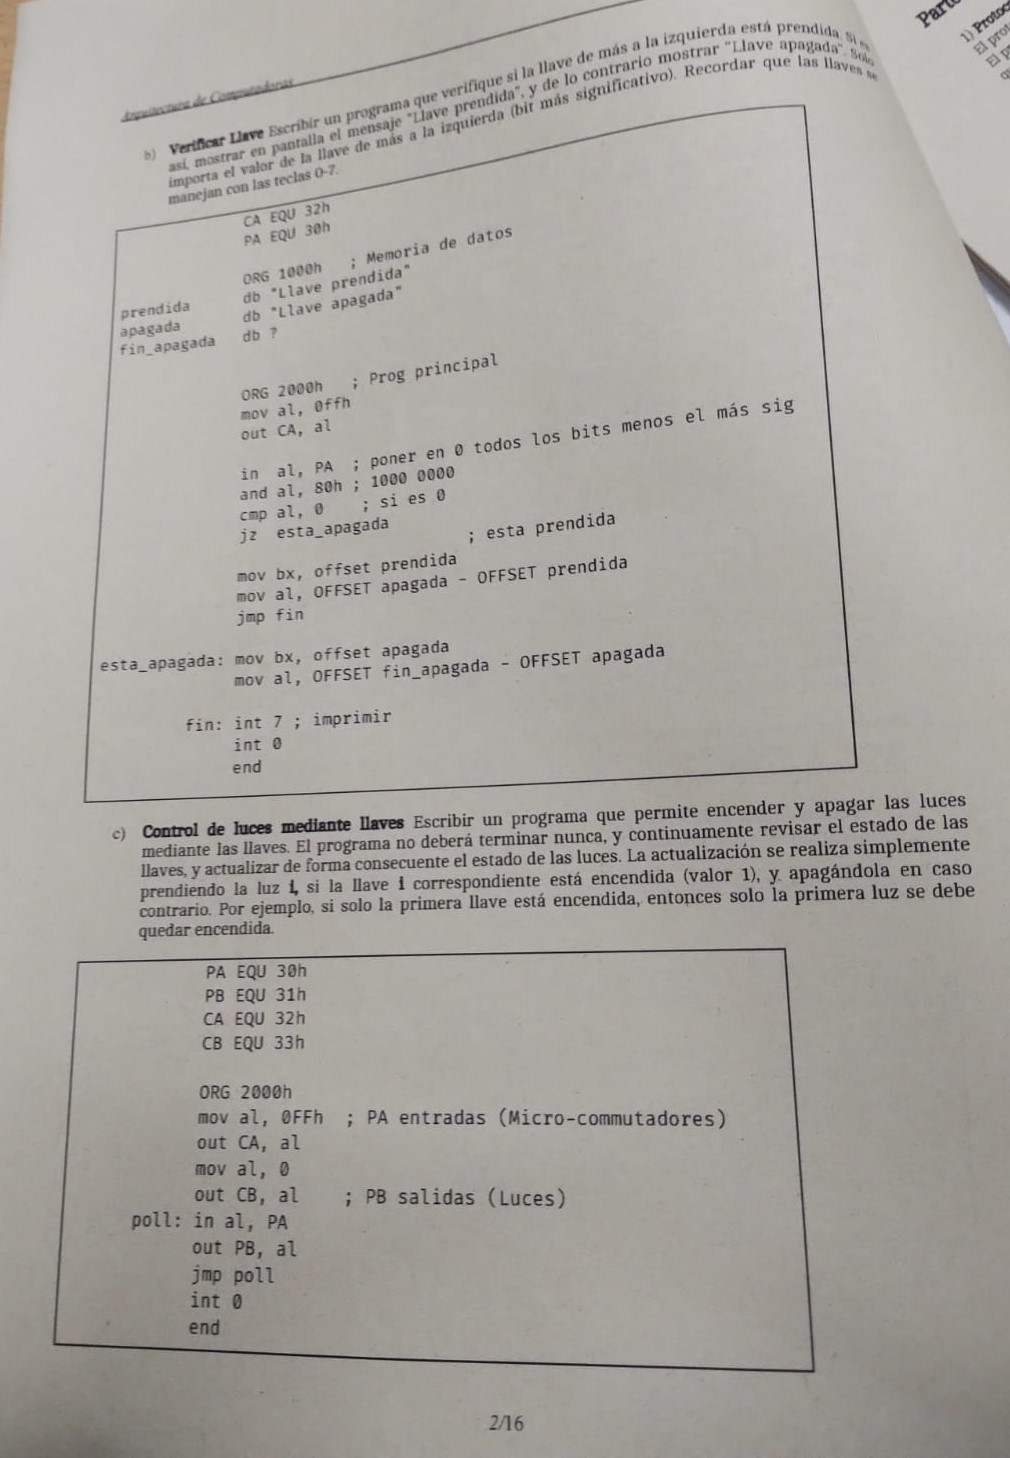 Arquitectura de Computadoras
b) Verificar Llave Escribir un programa que verifique si la llave de más a la izquierda está prendida. Si es
así, mostrar en pantalla el mensaje "Llave prendida", y de lo contrario mostrar "Llave apagada". Solo
importa el valor de la llave de más a la izquierda (bit más significativo). Recordar que las llaves se
manejan con las teclas 0-7.
CA EQU 32h
PA EQU 30h
ORG 1000h ; Memoria de datos
prendida db "Llave prendida"
apagada db "Llave apagada"
fin_apagada db ?
ORG 2000h ; Prog principal
mov al, 0ffh
out CA, al
in al, PA ; poner en 0 todos los bits menos el más sig
and al, 80h ; 1000 0000
cmp al, 0 ; si es 0
jz esta_apagada
; esta prendida
mov bx, offset prendida
mov al, OFFSET apagada - OFFSET prendida
jmp fin
esta_apagada: mov bx, offset apagada
mov al, OFFSET fin_apagada - OFFSET apagada
fin: int 7 ; imprimir
int 0
end
c) Control de luces mediante llaves Escribir un programa que permite encender y apagar las luces
mediante las llaves. El programa no deberá terminar nunca, y continuamente revisar el estado de las
llaves, y actualizar de forma consecuente el estado de las luces. La actualización se realiza simplemente
prendiendo la luz i, si la llave i correspondiente está encendida (valor 1), y apagándola en caso
contrario. Por ejemplo, si solo la primera llave está encendida, entonces solo la primera luz se debe
quedar encendida.
PA EQU 30h
PB EQU 31h
CA EQU 32h
CB EQU 33h
ORG 2000h
mov al, 0FFh ; PA entradas (Micro-commutadores)
out CA, al
mov al, 0
out CB, al ; PB salidas (Luces)
poll: in al, PA
out PB, al
jmp poll
int 0
end
2/16
1)
El
El